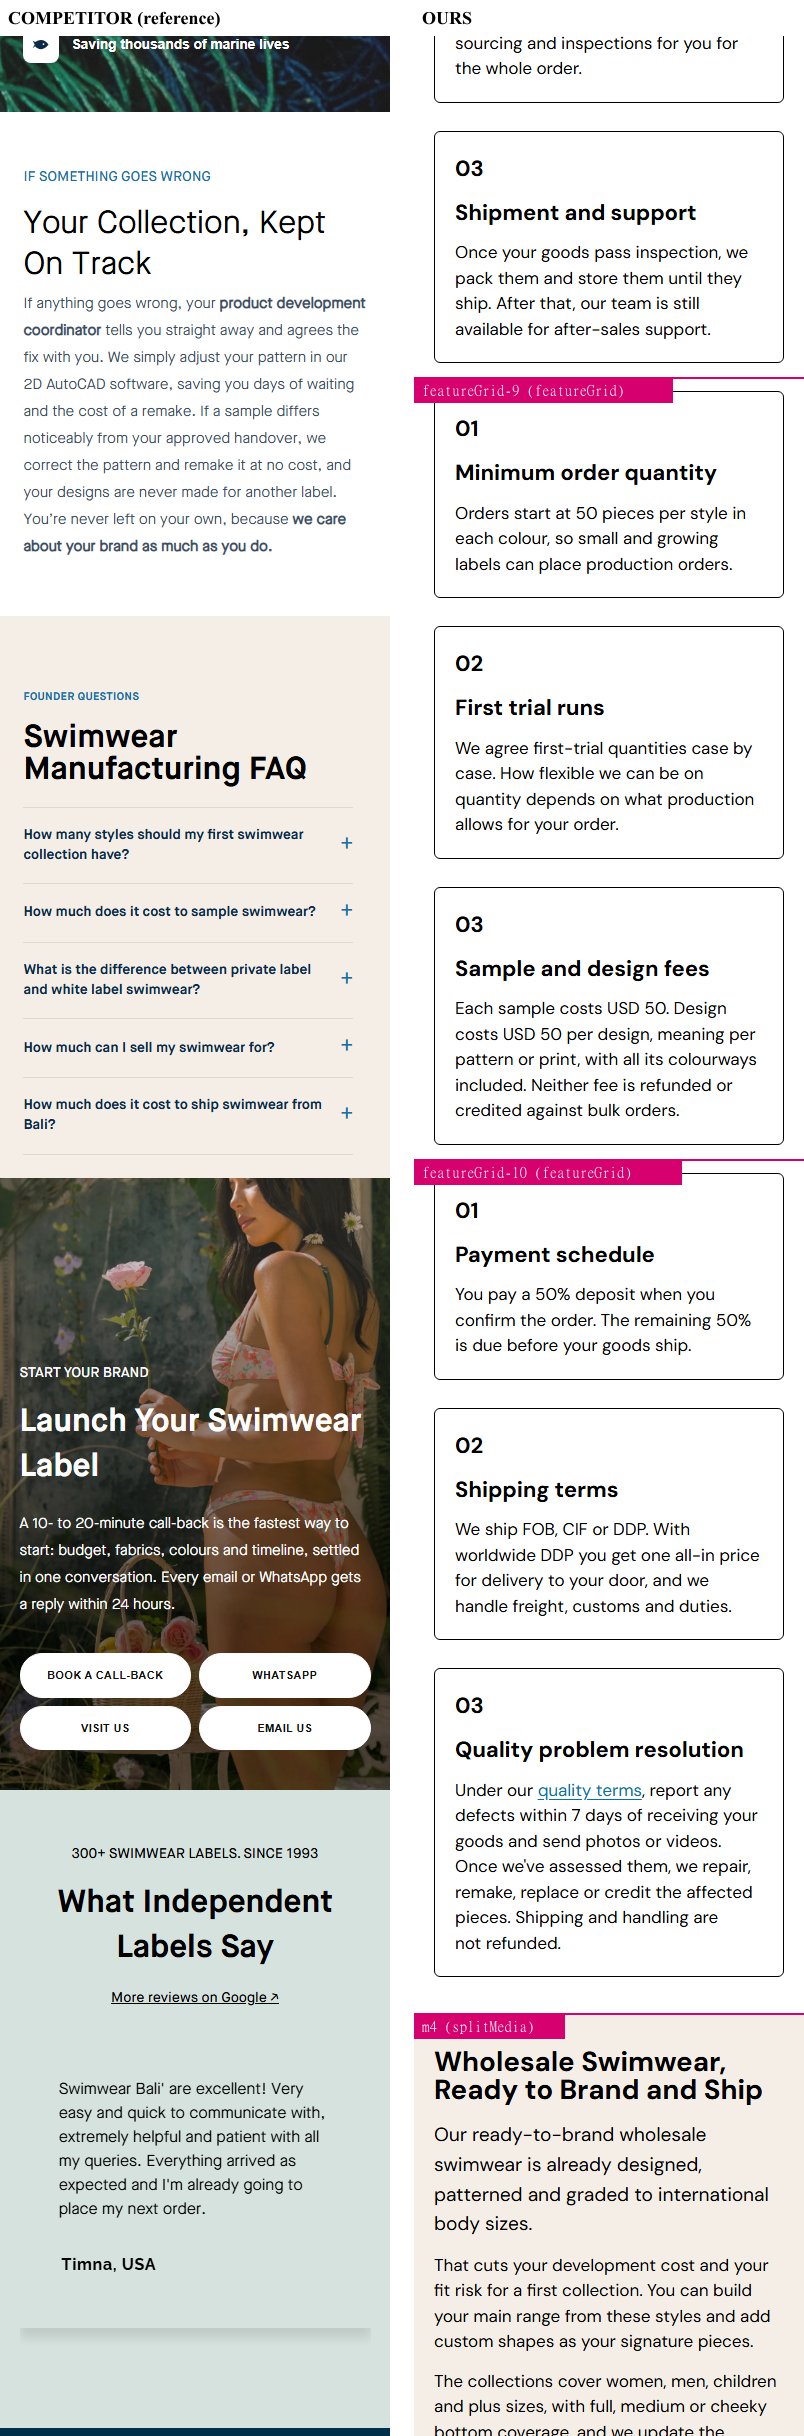 COMPETITOR (reference)
Saving thousands of marine lives
IF SOMETHING GOES WRONG
Your Collection, Kept
On Track
If anything goes wrong, your product development
coordinator tells you straight away and agrees the
fix with you. We simply adjust your pattern in our
2D AutoCAD software, saving you days of waiting
and the cost of a remake. If a sample differs
noticeably from your approved handover, we
correct the pattern and remake it at no cost, and
your designs are never made for another label.
You're never left on your own, because we care
about your brand as much as you do.
FOUNDER QUESTIONS
Swimwear
Manufacturing FAQ
How many styles should my first swimwear
collection have?
+
How much does it cost to sample swimwear?
+
What is the difference between private label
and white label swimwear?
+
How much can I sell my swimwear for?
+
How much does it cost to ship swimwear from
Bali?
+
START YOUR BRAND
Launch Your Swimwear
Label
A 10- to 20-minute call-back is the fastest way to
start: budget, fabrics, colours and timeline, settled
in one conversation. Every email or WhatsApp gets
a reply within 24 hours.
BOOK A CALL-BACK
WHATSAPP
VISIT US
EMAIL US
300+ SWIMWEAR LABELS. SINCE 1993
What Independent
Labels Say
More reviews on Google ↗
Swimwear Bali' are excellent! Very
easy and quick to communicate with,
extremely helpful and patient with all
my queries. Everything arrived as
expected and I'm already going to
place my next order.
Timna, USA
OURS
sourcing and inspections for you for
the whole order.
03
Shipment and support
Once your goods pass inspection, we
pack them and store them until they
ship. After that, our team is still
available for after-sales support.
featureGrid-9 (featureGrid)
01
Minimum order quantity
Orders start at 50 pieces per style in
each colour, so small and growing
labels can place production orders.
02
First trial runs
We agree first-trial quantities case by
case. How flexible we can be on
quantity depends on what production
allows for your order.
03
Sample and design fees
Each sample costs USD 50. Design
costs USD 50 per design, meaning per
pattern or print, with all its colourways
included. Neither fee is refunded or
credited against bulk orders.
featureGrid-10 (featureGrid)
01
Payment schedule
You pay a 50% deposit when you
confirm the order. The remaining 50%
is due before your goods ship.
02
Shipping terms
We ship FOB, CIF or DDP. With
worldwide DDP you get one all-in price
for delivery to your door, and we
handle freight, customs and duties.
03
Quality problem resolution
Under our quality terms, report any
defects within 7 days of receiving your
goods and send photos or videos.
Once we've assessed them, we repair,
remake, replace or credit the affected
pieces. Shipping and handling are
not refunded.
m4 (splitMedia)
Wholesale Swimwear,
Ready to Brand and Ship
Our ready-to-brand wholesale
swimwear is already designed,
patterned and graded to international
body sizes.
That cuts your development cost and your
fit risk for a first collection. You can build
your main range from these styles and add
custom shapes as your signature pieces.
The collections cover women, men, children
and plus sizes, with full, medium or cheeky
bottom coverage, and we update the